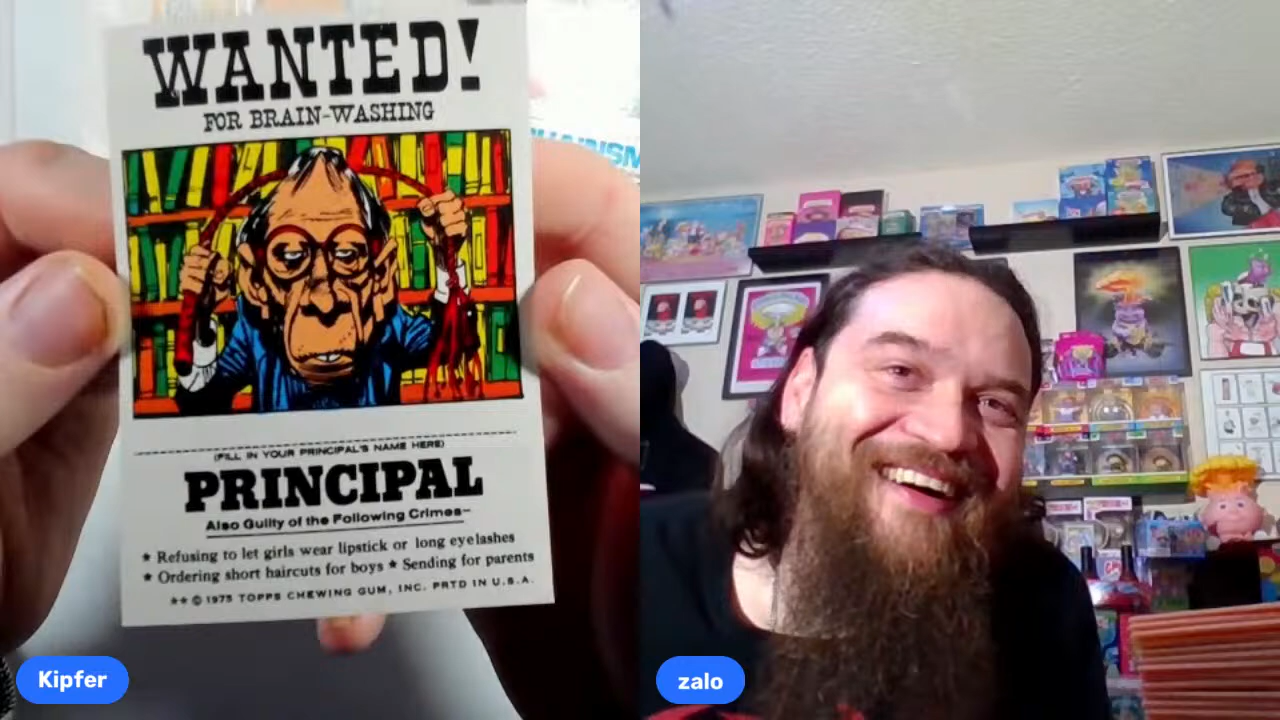 WANTED!
FOR BRAIN-WASHING
HAINSM
(FILL IN YOUR PRINCIPAL'S NAME HERE)
PRINCIPAL
Also Guilty of the Following Crimes—
★ Refusing to let girls wear lipstick or long eyelashes
★ Ordering short haircuts for boys ★ Sending for parents
★★ © 1975 TOPPS CHEWING GUM, INC. PRTD IN U.S.A.
Kipfer
zalo